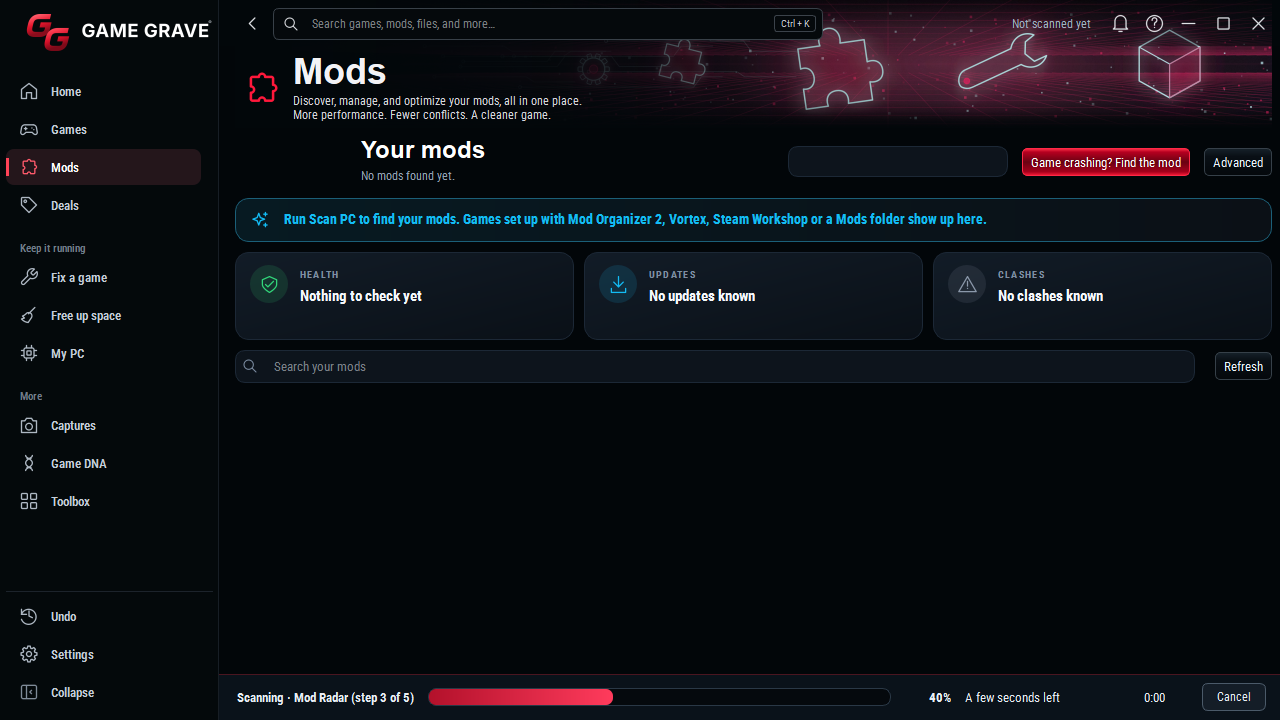 GAME GRAVE
Search games, mods, files, and more...
Ctrl + K
Not scanned yet
Home
Games
Mods
Deals
Keep it running
Fix a game
Free up space
My PC
More
Captures
Game DNA
Toolbox
Undo
Settings
Collapse
Mods
Discover, manage, and optimize your mods, all in one place.
More performance. Fewer conflicts. A cleaner game.
Your mods
No mods found yet.
Game crashing? Find the mod
Advanced
Run Scan PC to find your mods. Games set up with Mod Organizer 2, Vortex, Steam Workshop or a Mods folder show up here.
HEALTH
Nothing to check yet
UPDATES
No updates known
CLASHES
No clashes known
Search your mods
Refresh
Scanning · Mod Radar (step 3 of 5)
40%
A few seconds left
0:00
Cancel